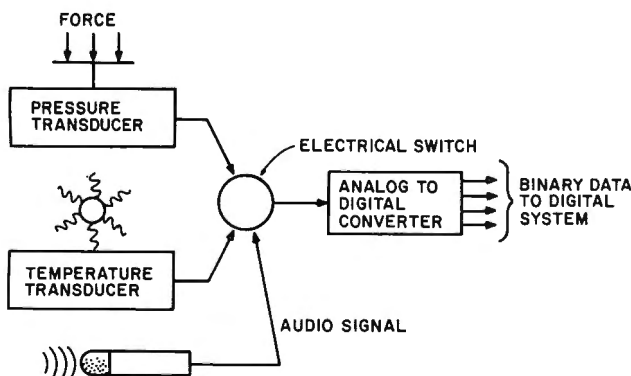 FORCE
PRESSURE
TRANSDUCER
ELECTRICAL SWITCH
ANALOG TO
DIGITAL
CONVERTER
BINARY DATA
TO DIGITAL
SYSTEM
TEMPERATURE
TRANSDUCER
AUDIO SIGNAL